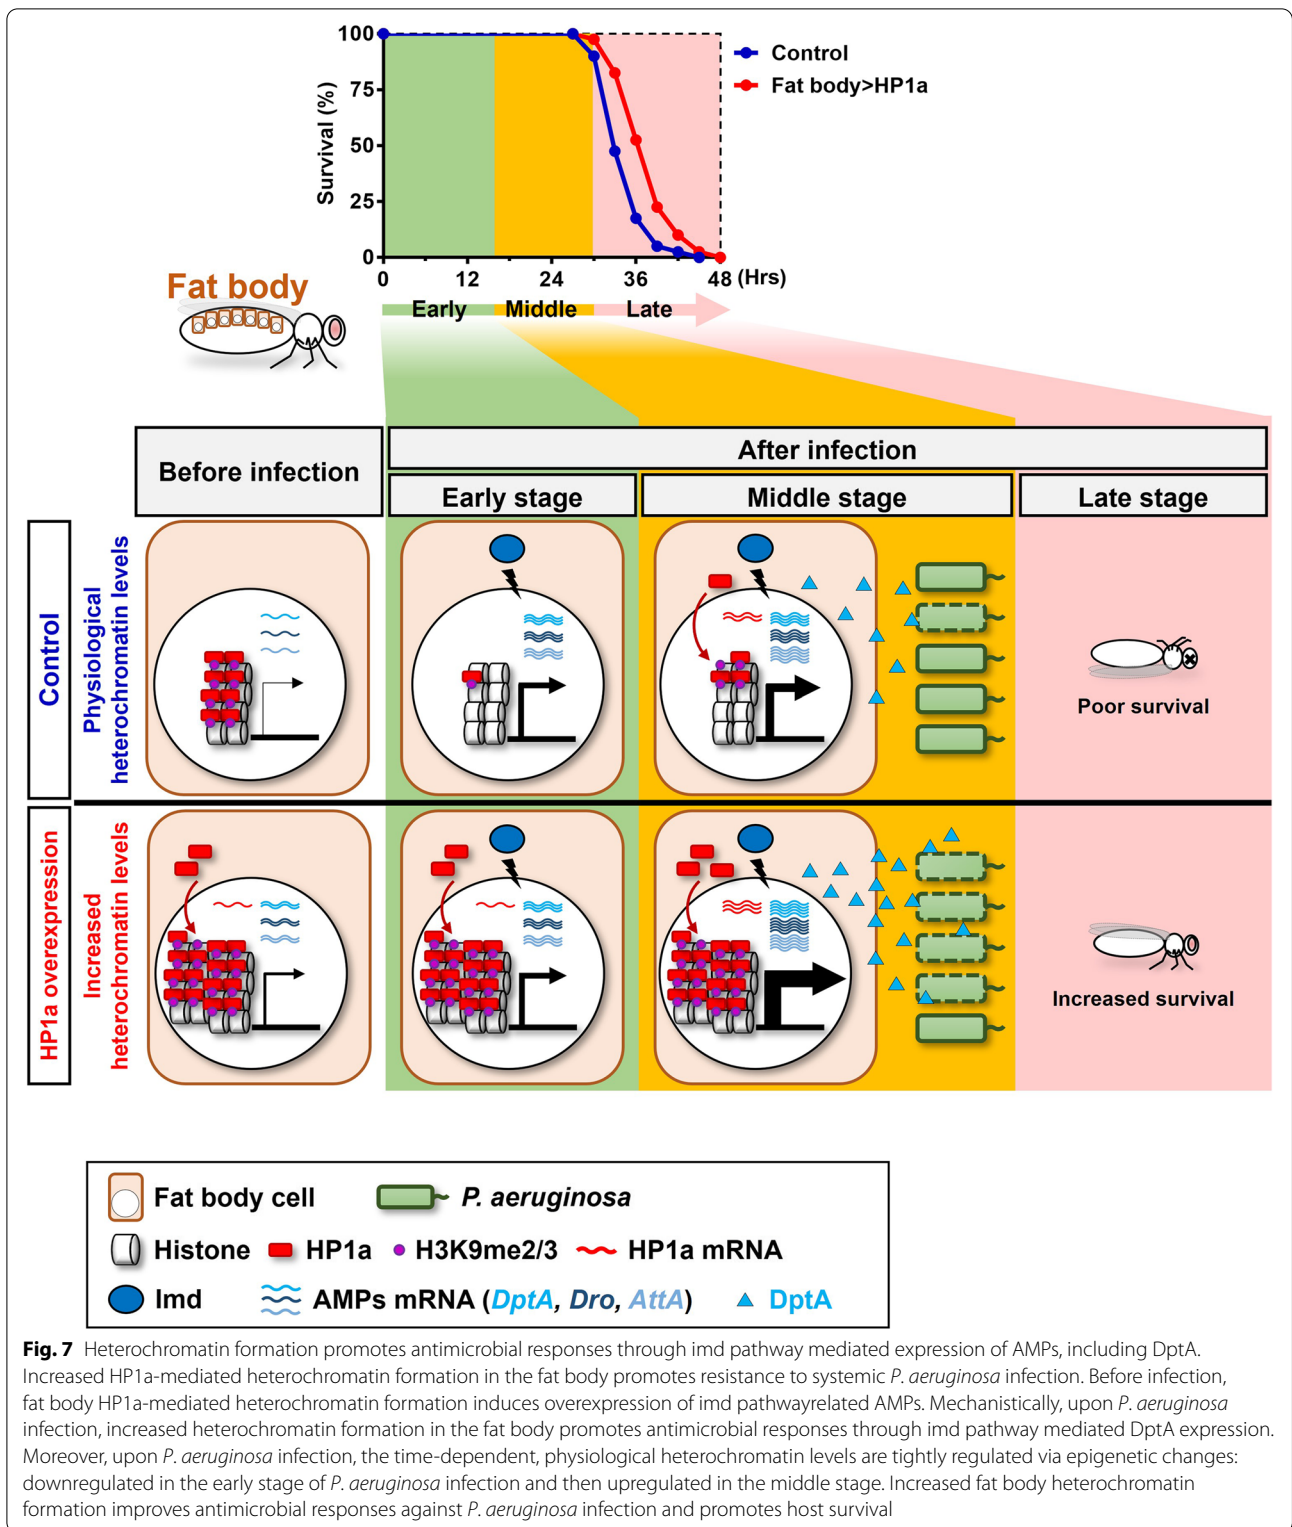 100
75
50
25
0
Survival (%)
0 12 24 36 48 (Hrs)
Control
Fat body>HP1a
Early Middle Late
Fat body
Before infection
After infection
Early stage
Middle stage
Late stage
Control
Physiological
heterochromatin levels
Poor survival
HP1a overexpression
Increased
heterochromatin levels
Increased survival
Fat body cell P. aeruginosa
Histone HP1a H3K9me2/3 HP1a mRNA
Imd AMPs mRNA (DptA, Dro, AttA) DptA
Fig. 7 Heterochromatin formation promotes antimicrobial responses through imd pathway mediated expression of AMPs, including DptA.
Increased HP1a-mediated heterochromatin formation in the fat body promotes resistance to systemic P. aeruginosa infection. Before infection,
fat body HP1a-mediated heterochromatin formation induces overexpression of imd pathwayrelated AMPs. Mechanistically, upon P. aeruginosa
infection, increased heterochromatin formation in the fat body promotes antimicrobial responses through imd pathway mediated DptA expression.
Moreover, upon P. aeruginosa infection, the time-dependent, physiological heterochromatin levels are tightly regulated via epigenetic changes:
downregulated in the early stage of P. aeruginosa infection and then upregulated in the middle stage. Increased fat body heterochromatin
formation improves antimicrobial responses against P. aeruginosa infection and promotes host survival